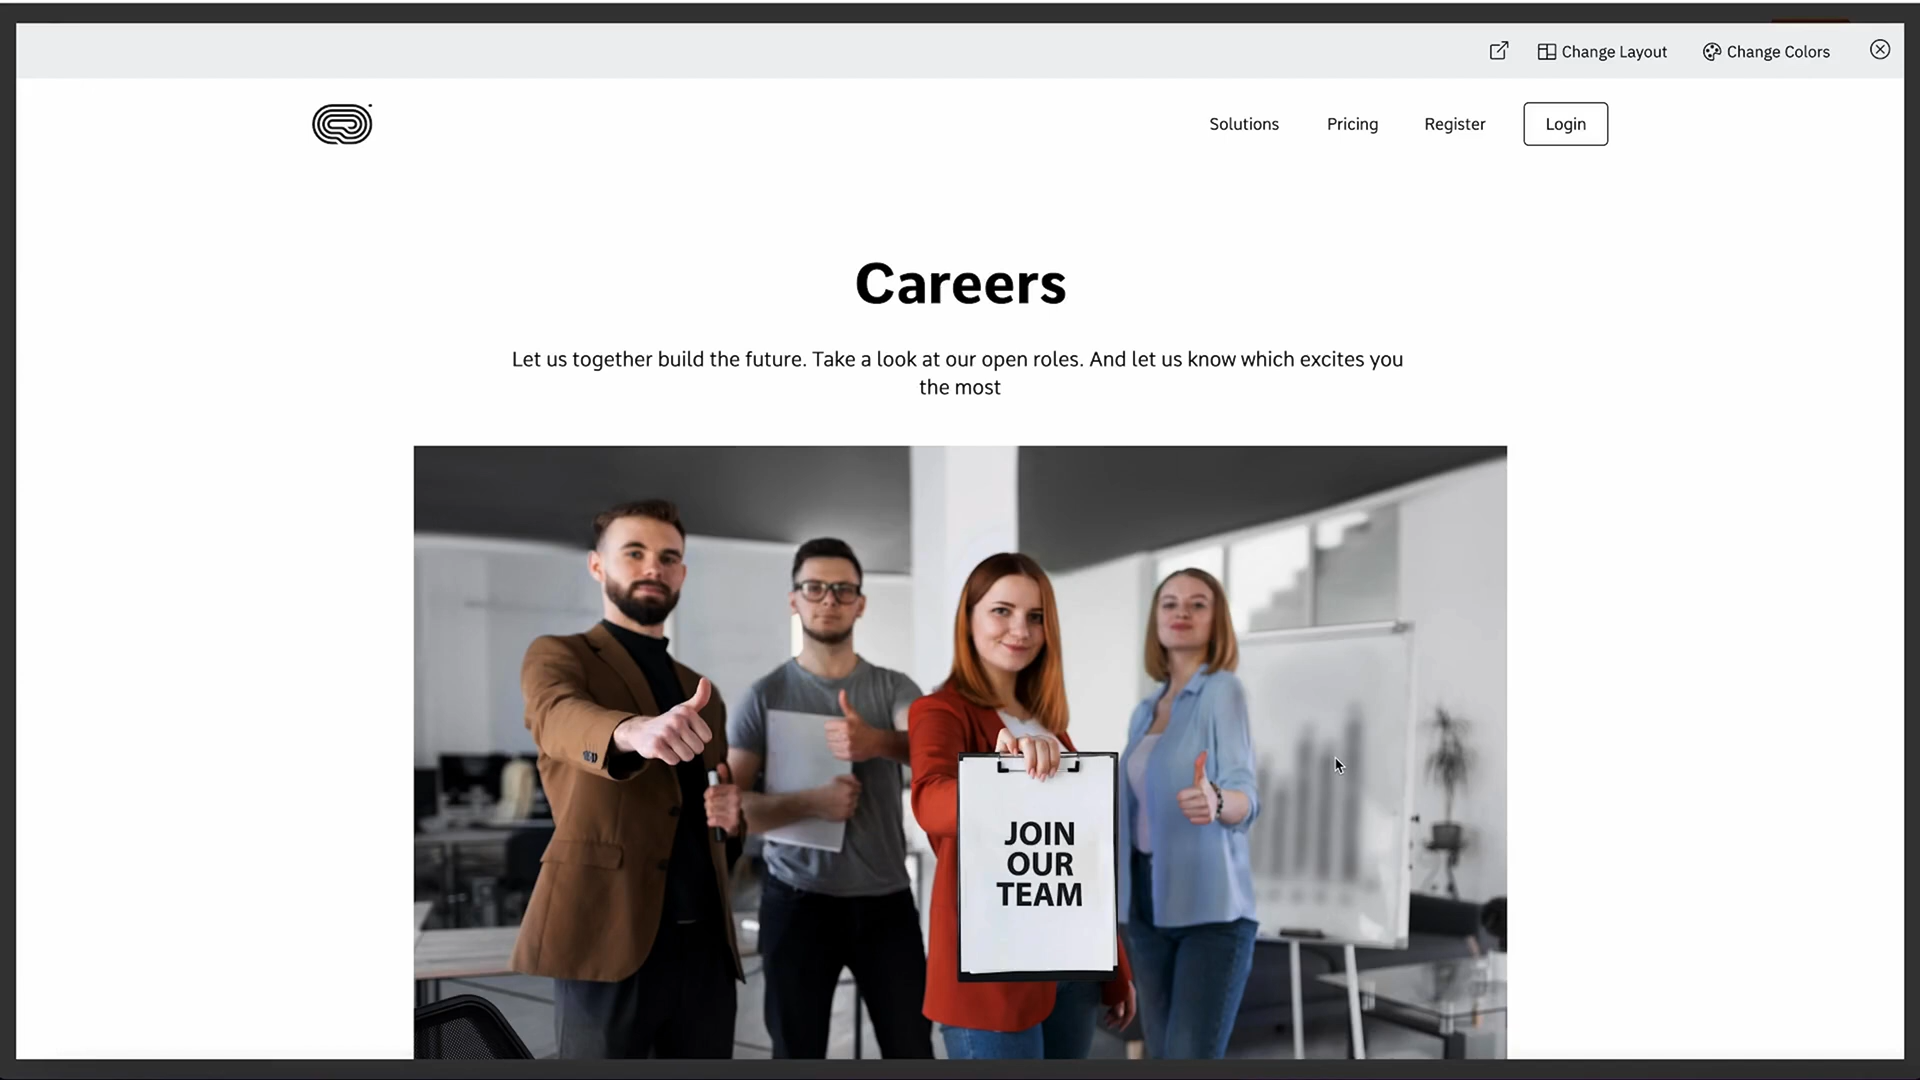 Change Layout
Change Colors
Solutions
Pricing
Register
Login
Careers
Let us together build the future. Take a look at our open roles. And let us know which excites you
the most
JOIN
OUR
TEAM